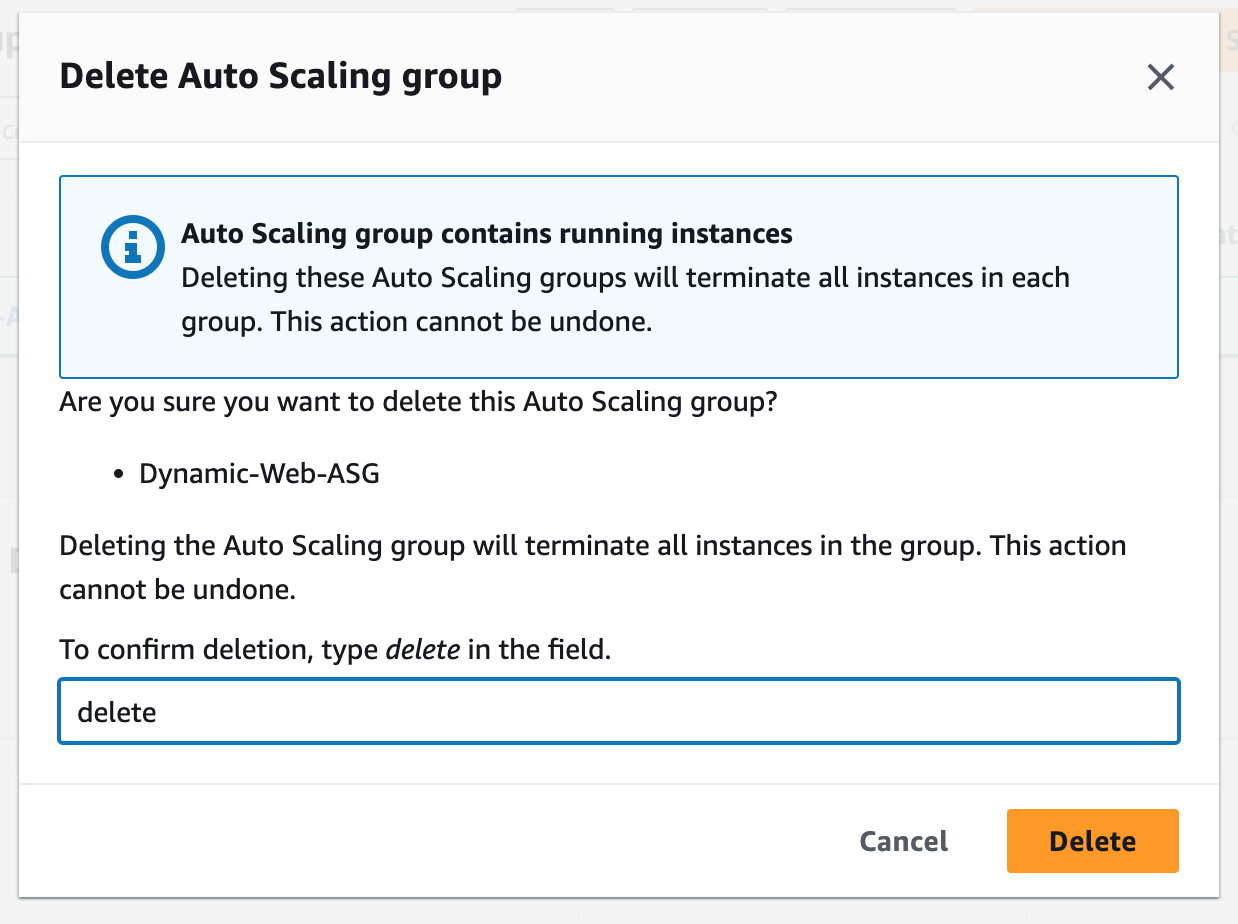 Delete Auto Scaling group
Auto Scaling group contains running instances
Deleting these Auto Scaling groups will terminate all instances in each
group. This action cannot be undone.
Are you sure you want to delete this Auto Scaling group?
• Dynamic-Web-ASG
Deleting the Auto Scaling group will terminate all instances in the group. This action
cannot be undone.
To confirm deletion, type delete in the field.
delete
Cancel
Delete